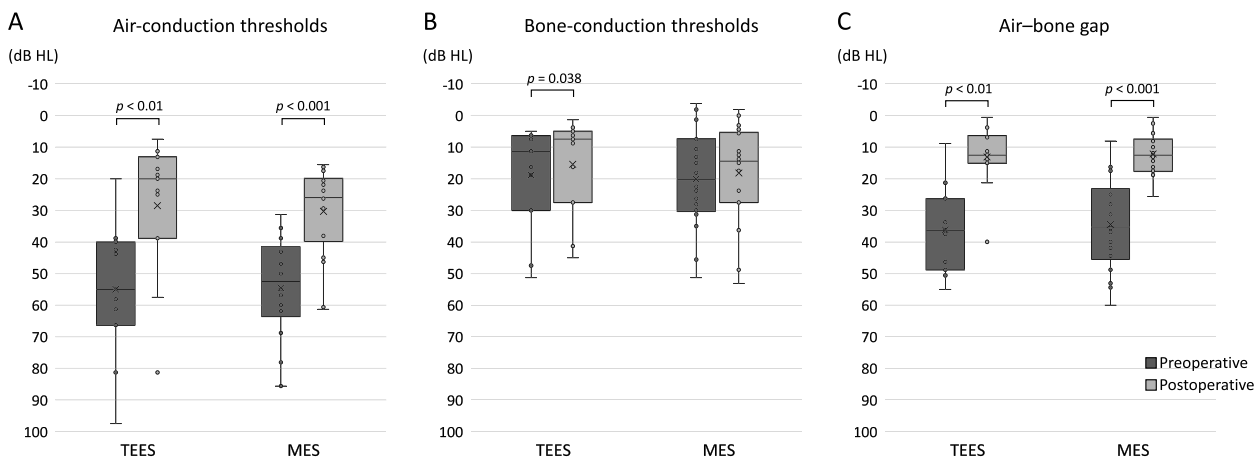 A
Air-conduction thresholds
(dB HL)
-10
0
10
20
30
40
50
60
70
80
90
100
p < 0.01
p < 0.001
TEES
MES
B
Bone-conduction thresholds
(dB HL)
-10
0
10
20
30
40
50
60
70
80
90
100
p = 0.038
TEES
MES
C
Air–bone gap
(dB HL)
-10
0
10
20
30
40
50
60
70
80
90
100
p < 0.01
p < 0.001
Preoperative
Postoperative
TEES
MES